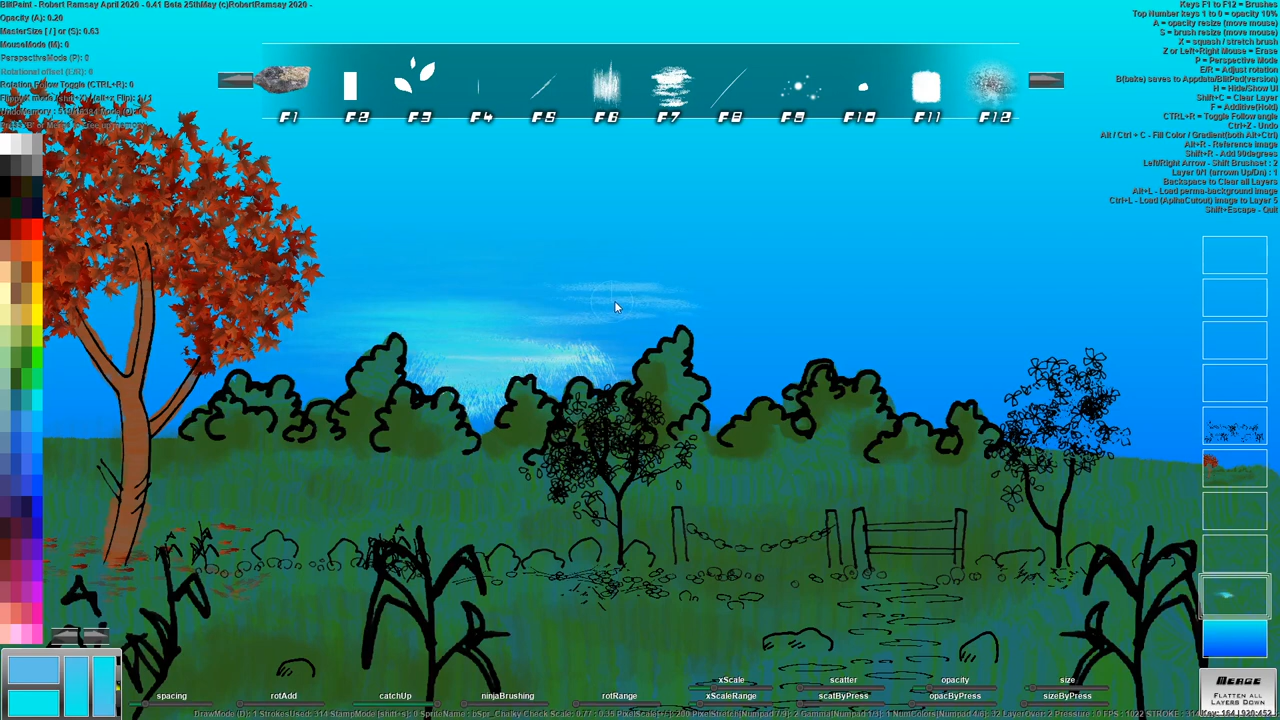 BillPaint - Robert Ramsay April 2020 - 0.41 Beta 25thMay (c)RobertRamsay 2020 -
Opacity (A): 0.20
MasterSize [ / ] or (S): 0.63
MouseMode (M): 0
PerspectiveMode (P): 0
Rotational offset (E/R): 0
Rotation Follow Toggle (CTRL+R): 0
Keys F1 to F12 = Brushes
Top Number keys 1 to 0 = opacity 10%
A = opacity resize (move mouse)
S = brush resize (move mouse)
X = squash / stretch brush
Z or Left+Right Mouse = Erase
P = Perspective Mode
E/R = Adjust rotation
B(bake) saves to Appdata/BillPad(version)
H = Hide/Show UI
Shift+C = Clear Layer
F = Additive(Hold)
CTRL+R = Toggle Follow angle
Ctrl+Z - Undo
Alt / Ctrl + C - Fill Color / Gradient(both Alt+Ctrl)
Alt+R - Reference Image
Shift+R - Add 90degrees
Left/Right Arrow - Shift Brushset : 2
Layer 0/1 (arrown Up/Dn) : 1
Backspace to Clear all Layers
Alt+L - Load perma-background image
Ctrl+L - Load (AplhaCutout) image to Layer 5
Shift+Escape - Quit
F1 F2 F3 F4 F5 F6 F7 F8 F9 F10 F11 F12
xScale scatter opacity size
spacing rotAdd catchUp ninjaBrushing rotRange xScaleRange scatByPress opacByPress sizeByPress
MERGE
FLATTEN ALL
LAYERS DOWN